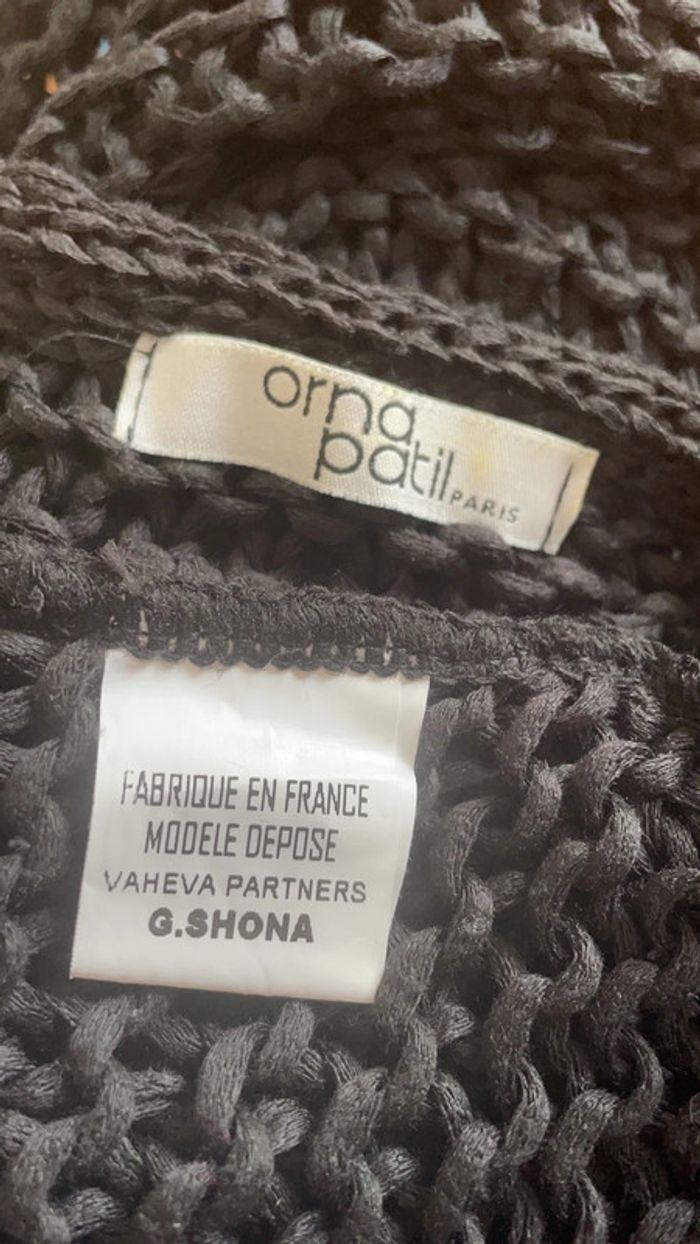 orna
patil PARIS
FABRIQUE EN FRANCE
MODELE DEPOSE
VAHEVA PARTNERS
G.SHONA